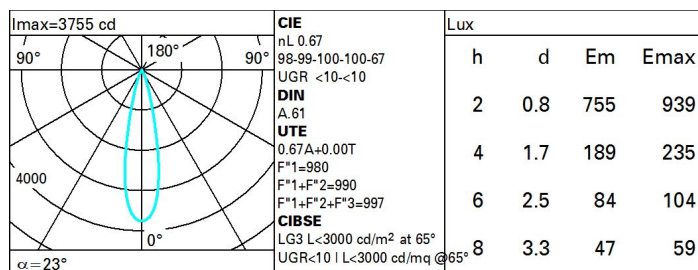 Imax=3755 cd
90°
180°
90°
4000
0°
α=23°
CIE
nL 0.67
98-99-100-100-67
UGR <10-<10
DIN
A.61
UTE
0.67A+0.00T
F"1=980
F"1+F"2=990
F"1+F"2+F"3=997
CIBSE
LG3 L<3000 cd/m² at 65°
UGR<10 | L<3000 cd/mq @65°
Lux
h d Em Emax
2 0.8 755 939
4 1.7 189 235
6 2.5 84 104
8 3.3 47 59